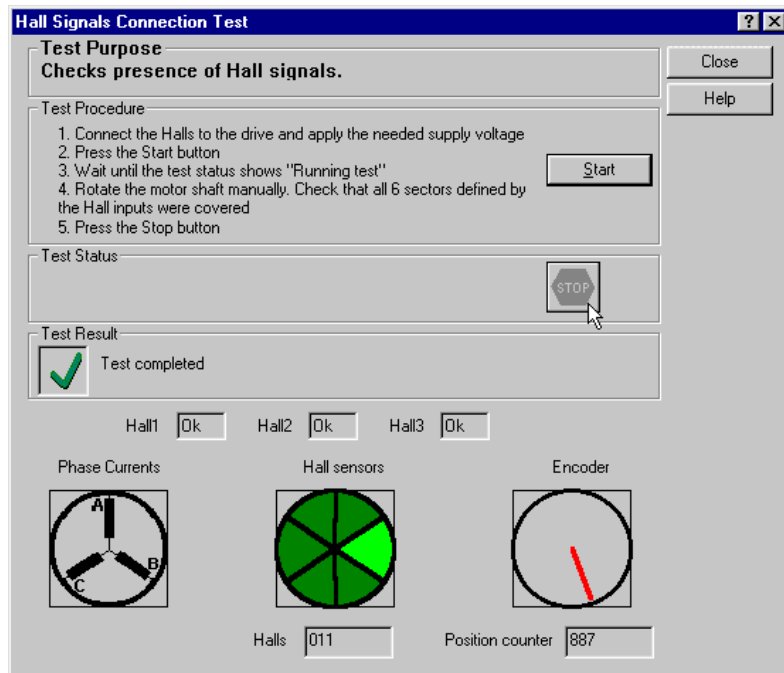 Hall Signals Connection Test
Test Purpose
Checks presence of Hall signals.
Close
Help
Test Procedure
1. Connect the Halls to the drive and apply the needed supply voltage
2. Press the Start button
3. Wait until the test status shows "Running test"
4. Rotate the motor shaft manually. Check that all 6 sectors defined by
the Hall inputs were covered
5. Press the Stop button
Start
Test Status
STOP
Test Result
Test completed
Hall1 Ok Hall2 Ok Hall3 Ok
Phase Currents Hall sensors Encoder
A
B
C
Halls 011 Position counter 887